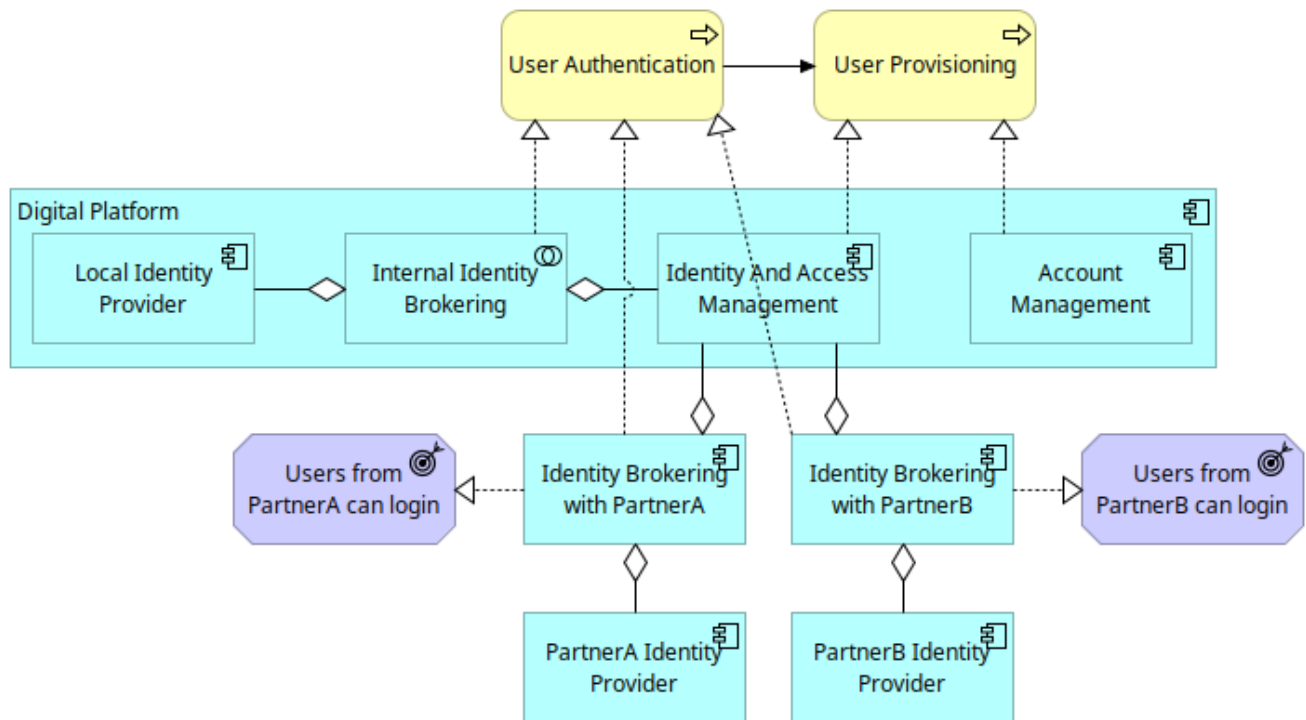 User Authentication
User Provisioning
Digital Platform
Local Identity
Provider
Internal Identity
Brokering
Identity And Access
Management
Account
Management
Users from
PartnerA can login
Identity Brokering
with PartnerA
Identity Brokering
with PartnerB
Users from
PartnerB can login
PartnerA Identity
Provider
PartnerB Identity
Provider